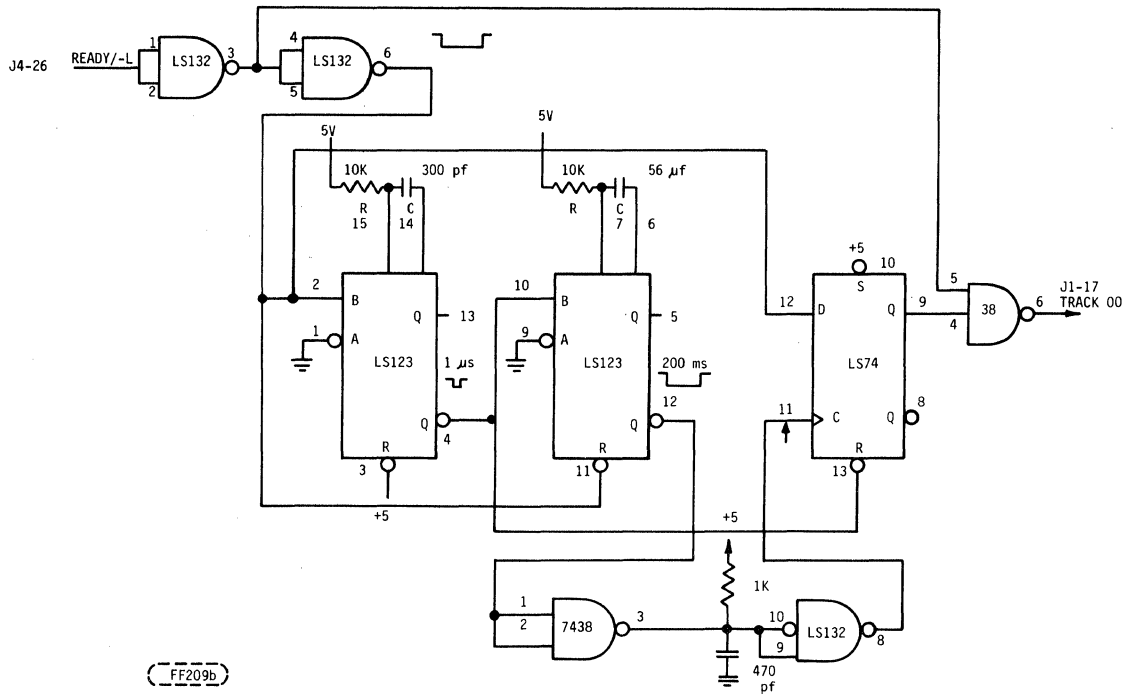 J4-26
READY/-L
1
2
LS132
3
4
5
LS132
6
5V
10K
R
15
300 pf
C
14
5V
10K
R
56 µf
C
7
6
2
B
1
A
Q
13
LS123
1 µs
Q
4
R
3
+5
10
B
9
A
Q
5
LS123
200 ms
12
Q
R
11
+5
10
S
12
D
Q
9
LS74
11
C
Q
8
R
13
5
4
38
6
J1-17
TRACK 00
1
2
7438
3
+5
1K
470
pf
10
9
LS132
8
FF209b